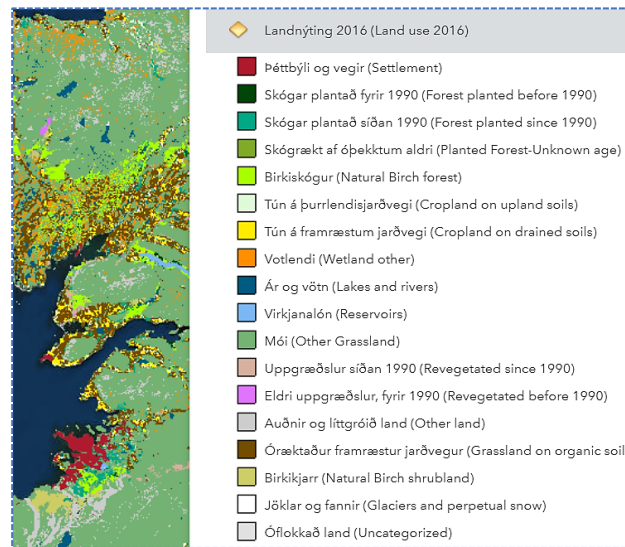 Landnýting 2016 (Land use 2016)
Þéttbýli og vegir (Settlement)
Skógar plantað fyrir 1990 (Forest planted before 1990)
Skógar plantað síðan 1990 (Forest planted since 1990)
Skógrækt af óþekktum aldri (Planted Forest-Unknown age)
Birkiskógur (Natural Birch forest)
Tún á þurrlendisjarðvegi (Cropland on upland soils)
Tún á framræstum jarðvegi (Cropland on drained soils)
Votlendi (Wetland other)
Ár og vötn (Lakes and rivers)
Virkjanalón (Reservoirs)
Mói (Other Grassland)
Uppgræðslur síðan 1990 (Revegetated since 1990)
Eldri uppgræðslur, fyrir 1990 (Revegetated before 1990)
Auðnir og líttgróið land (Other land)
Óræktaður framræstur jarðvegur (Grassland on organic soil
Birkikjarr (Natural Birch shrubland)
Jöklar og fannir (Glaciers and perpetual snow)
Óflokkað land (Uncategorized)